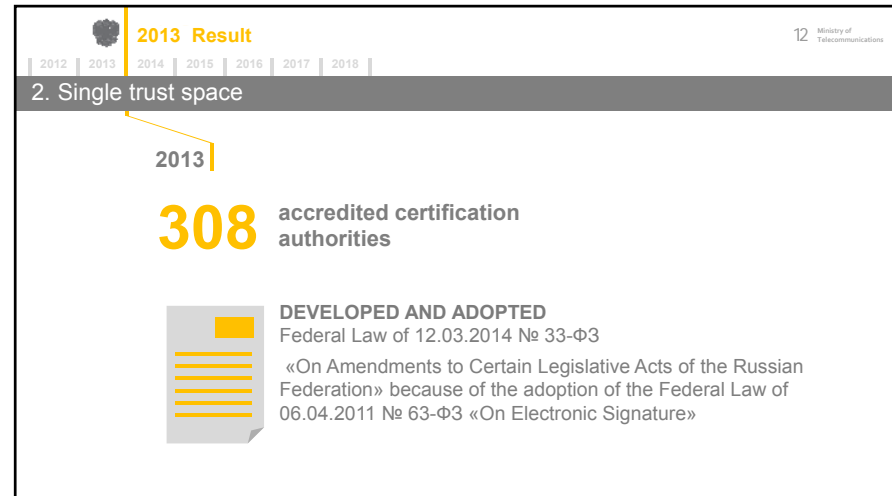 2013 Result
12
Ministry of
Telecommunications
2012 2013 2014 2015 2016 2017 2018
2. Single trust space
2013
308
accredited certification
authorities
DEVELOPED AND ADOPTED
Federal Law of 12.03.2014 № 33-ФЗ
«On Amendments to Certain Legislative Acts of the Russian
Federation» because of the adoption of the Federal Law of
06.04.2011 № 63-ФЗ «On Electronic Signature»